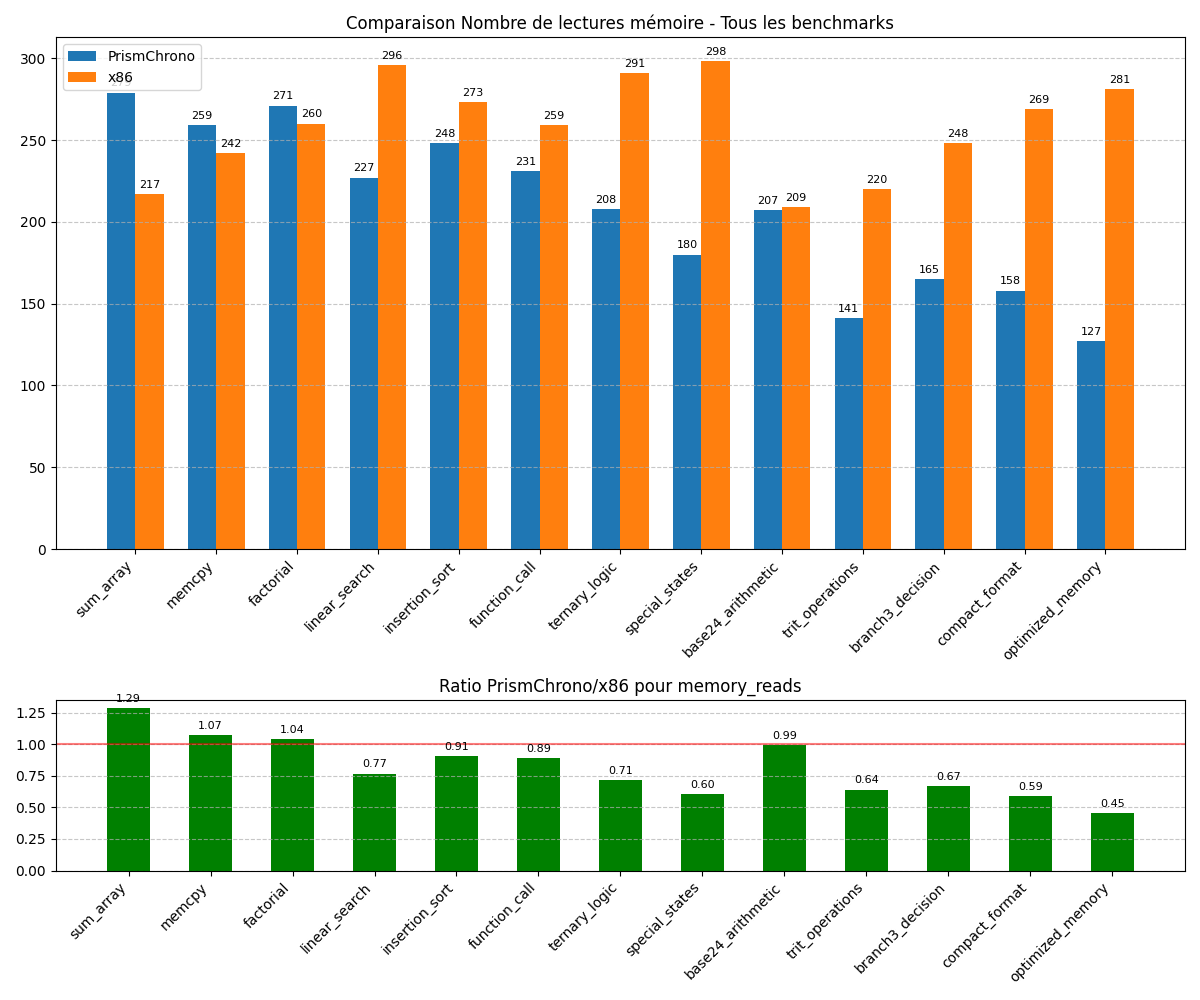 Comparaison Nombre de lectures mémoire - Tous les benchmarks
PrismChrono
x86
300
250
200
150
100
50
0
279 217
259 242
271 260
227 296
248 273
231 259
208 291
180 298
207 209
141 220
165 248
158 269
127 281
sum_array
memcpy
factorial
linear_search
insertion_sort
function_call
ternary_logic
special_states
base24_arithmetic
trit_operations
branch3_decision
compact_format
optimized_memory
Ratio PrismChrono/x86 pour memory_reads
1.25
1.00
0.75
0.50
0.25
0.00
1.29
1.07
1.04
0.77
0.91
0.89
0.71
0.60
0.99
0.64
0.67
0.59
0.45
sum_array
memcpy
factorial
linear_search
insertion_sort
function_call
ternary_logic
special_states
base24_arithmetic
trit_operations
branch3_decision
compact_format
optimized_memory